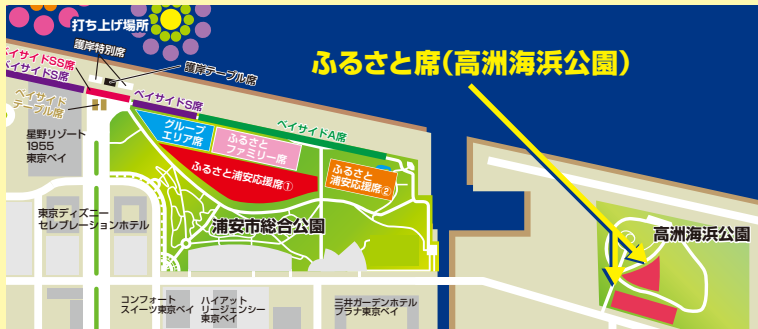 打ち上げ場所
護岸特別席
護岸テーブル席
ベイサイドSS席
ベイサイドS席
ベイサイド
テーブル席
ベイサイドS席
ベイサイドA席
ふるさと席(高洲海浜公園)
グループ
エリア席
ふるさと
ファミリー席
ふるさと浦安応援席①
ふるさと
浦安応援席②
星野リゾート
1955
東京ベイ
東京ディズニー
セレブレーションホテル
浦安市総合公園
高洲海浜公園
コンフォート
スイーツ東京ベイ
ハイアット
リージェンシー
東京ベイ
三井ガーデンホテル
プラナ東京ベイ